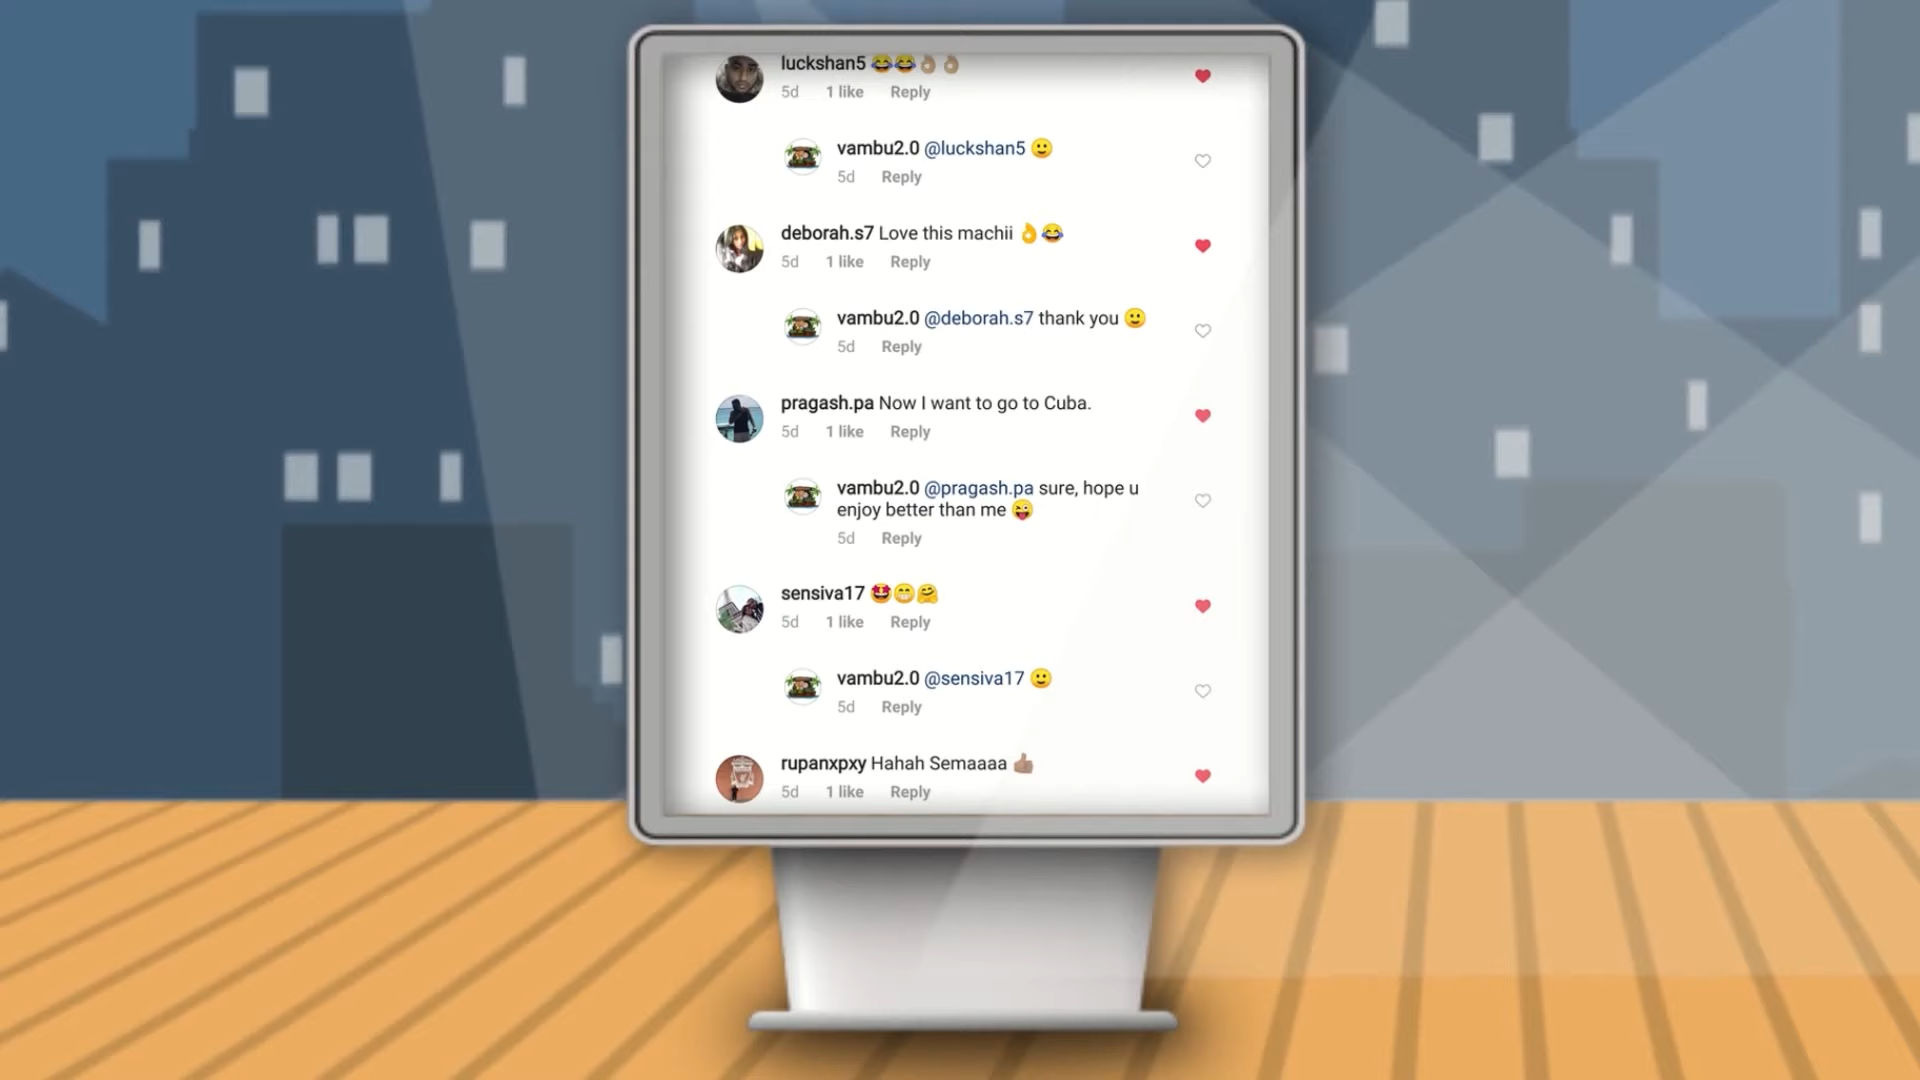 luckshan5 😂😂👌🏽👌🏽
5d 1 like Reply
vambu2.0 @luckshan5 🙂
5d Reply
deborah.s7 Love this machii 👌😂
5d 1 like Reply
vambu2.0 @deborah.s7 thank you 🙂
5d Reply
pragash.pa Now I want to go to Cuba.
5d 1 like Reply
vambu2.0 @pragash.pa sure, hope u
enjoy better than me 😜
5d Reply
sensiva17 🤩😁🤗
5d 1 like Reply
vambu2.0 @sensiva17 🙂
5d Reply
rupanxpxy Hahah Semaaaa 👍🏽
5d 1 like Reply